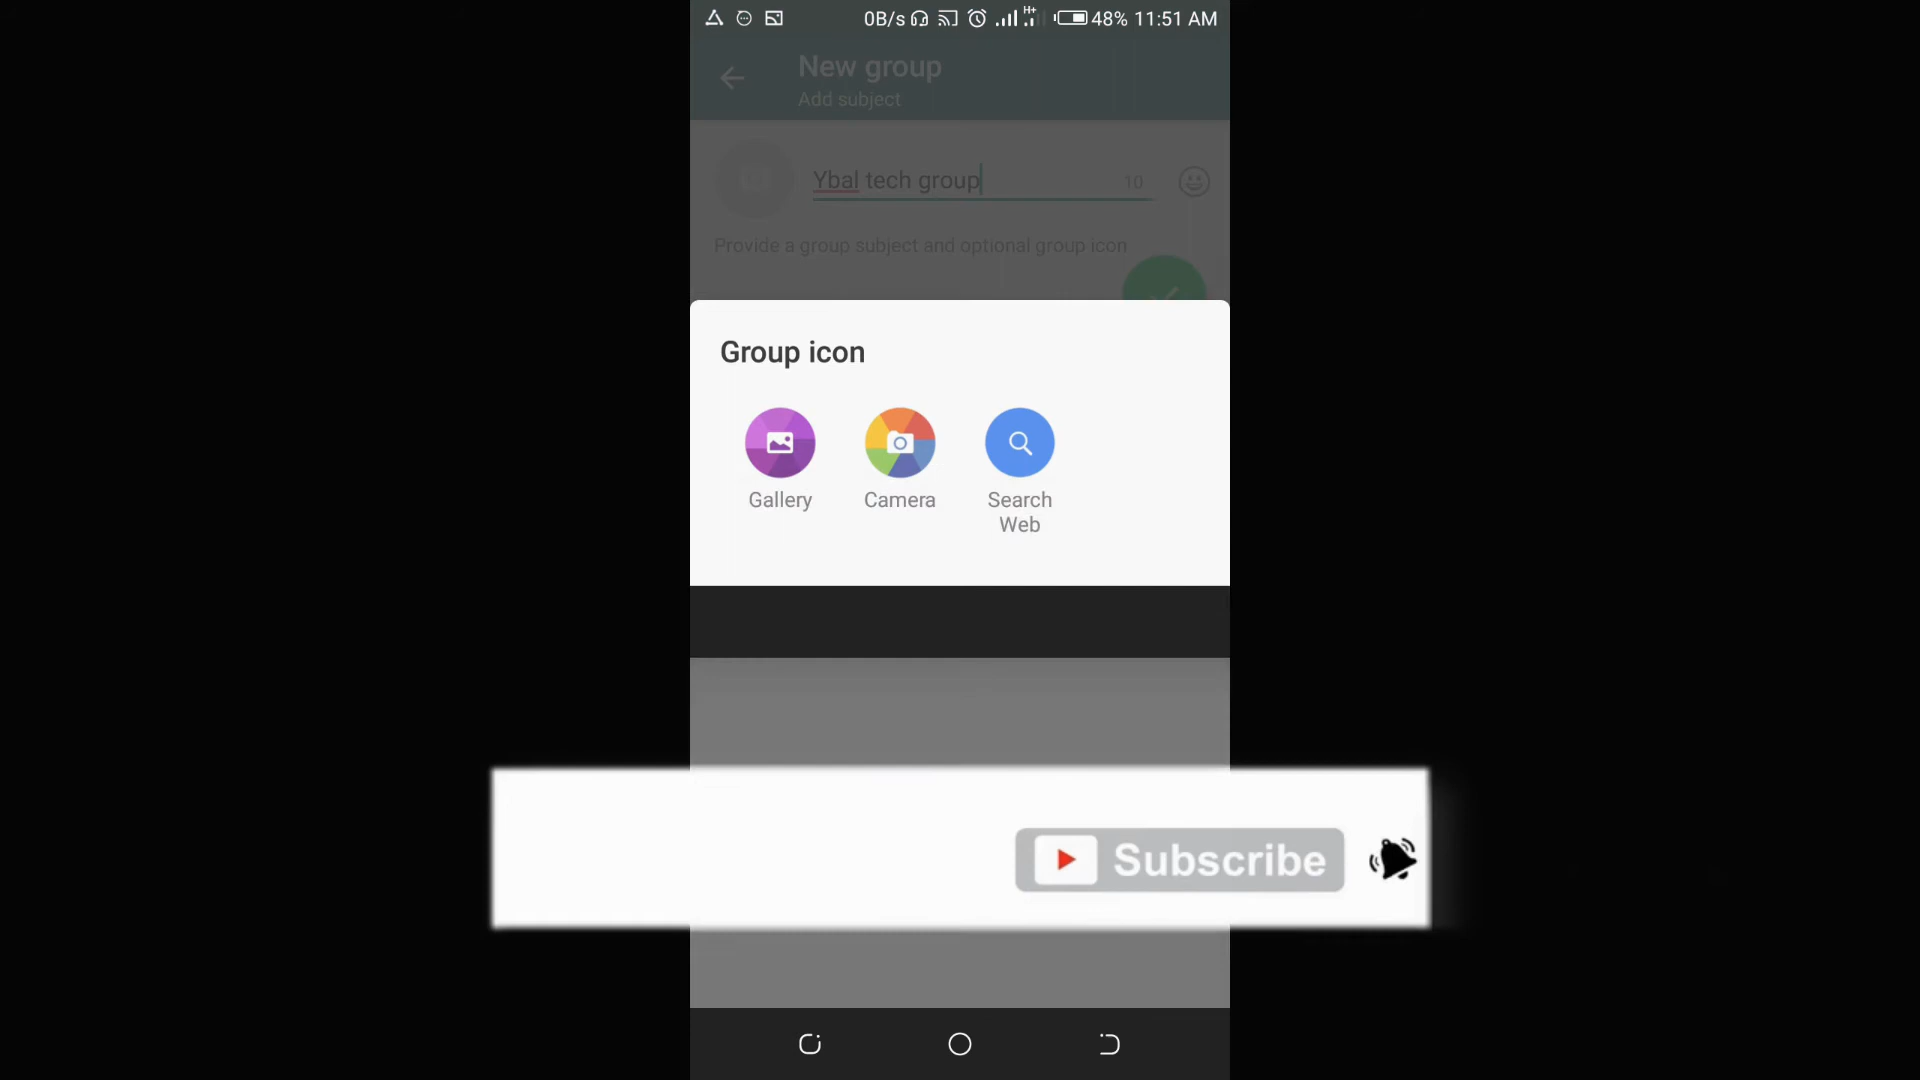 0B/s H+ 48% 11:51 AM
New group
Add subject
Ybal tech group 10
Provide a group subject and optional group icon
Group icon
Gallery Camera Search
Web
Subscribe